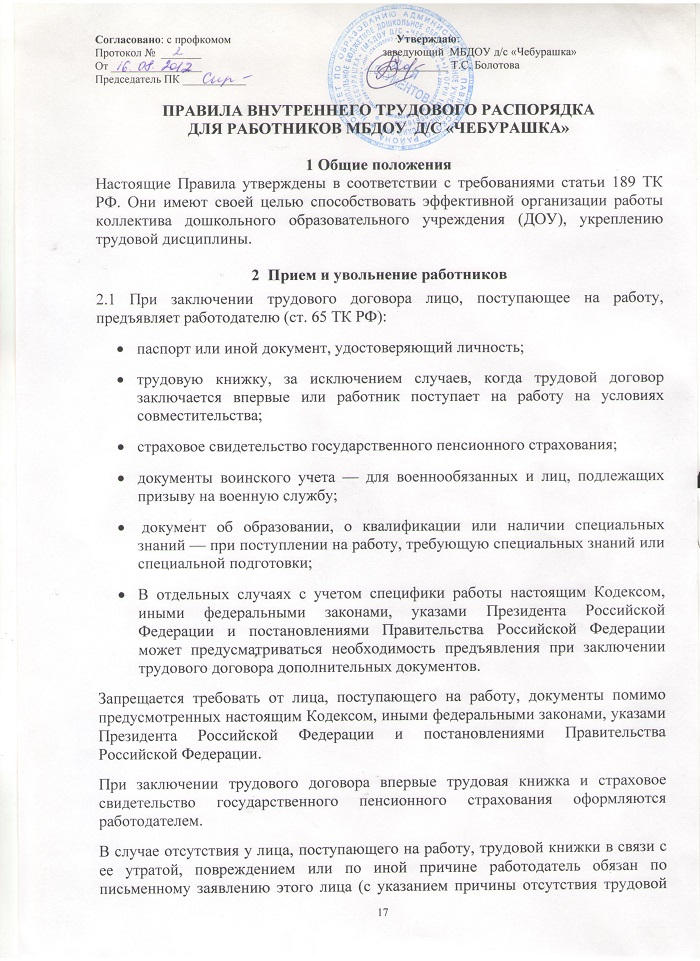 Согласовано: с профкомом Утверждаю:
Протокол № 2 заведующий МБДОУ д/с «Чебурашка»
От 16.08.2012 Т.С. Болотова
Председатель ПК
ПРАВИЛА ВНУТРЕННЕГО ТРУДОВОГО РАСПОРЯДКА
ДЛЯ РАБОТНИКОВ МБДОУ Д/С «ЧЕБУРАШКА»
1 Общие положения
Настоящие Правила утверждены в соответствии с требованиями статьи 189 ТК
РФ. Они имеют своей целью способствовать эффективной организации работы
коллектива дошкольного образовательного учреждения (ДОУ), укреплению
трудовой дисциплины.
2 Прием и увольнение работников
2.1 При заключении трудового договора лицо, поступающее на работу,
предъявляет работодателю (ст. 65 ТК РФ):
• паспорт или иной документ, удостоверяющий личность;
• трудовую книжку, за исключением случаев, когда трудовой договор
заключается впервые или работник поступает на работу на условиях
совместительства;
• страховое свидетельство государственного пенсионного страхования;
• документы воинского учета — для военнообязанных и лиц, подлежащих
призыву на военную службу;
• документ об образовании, о квалификации или наличии специальных
знаний — при поступлении на работу, требующую специальных знаний или
специальной подготовки;
• В отдельных случаях с учетом специфики работы настоящим Кодексом,
иными федеральными законами, указами Президента Российской
Федерации и постановлениями Правительства Российской Федерации
может предусматриваться необходимость предъявления при заключении
трудового договора дополнительных документов.
Запрещается требовать от лица, поступающего на работу, документы помимо
предусмотренных настоящим Кодексом, иными федеральными законами, указами
Президента Российской Федерации и постановлениями Правительства
Российской Федерации.
При заключении трудового договора впервые трудовая книжка и страховое
свидетельство государственного пенсионного страхования оформляются
работодателем.
В случае отсутствия у лица, поступающего на работу, трудовой книжки в связи с
ее утратой, повреждением или по иной причине работодатель обязан по
письменному заявлению этого лица (с указанием причины отсутствия трудовой
17